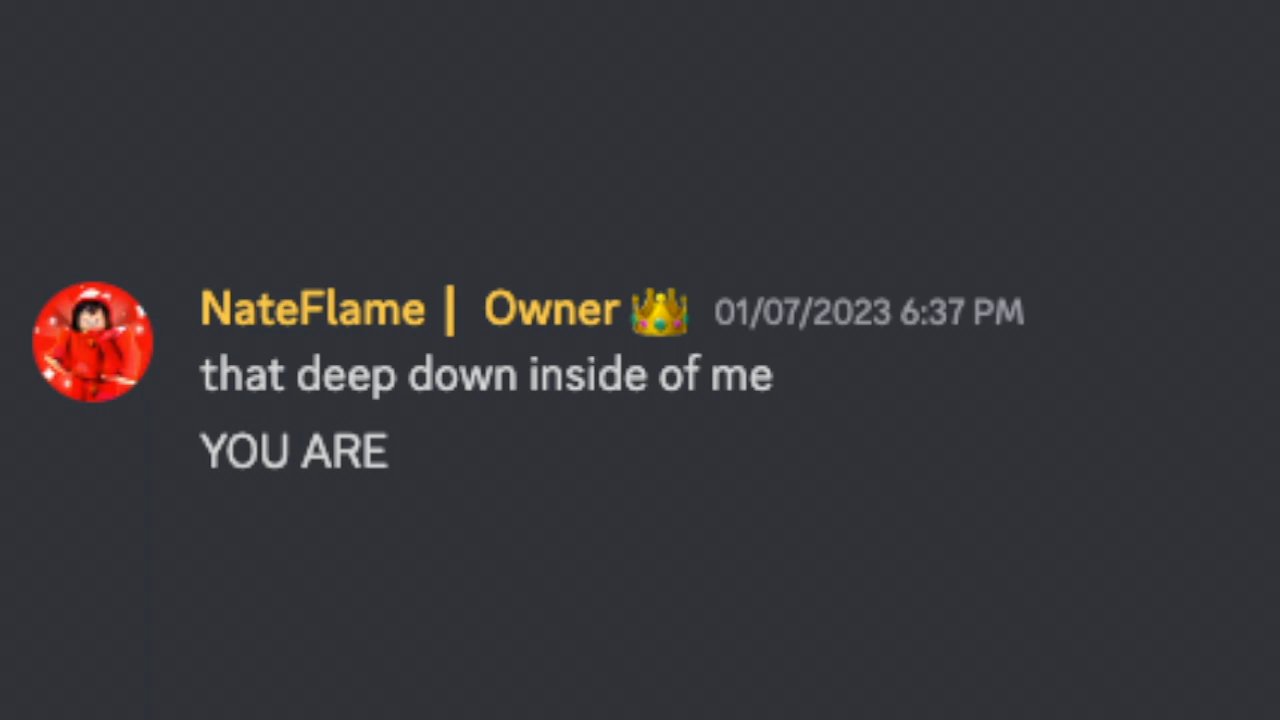 NateFlame | Owner 👑 01/07/2023 6:37 PM
that deep down inside of me
YOU ARE